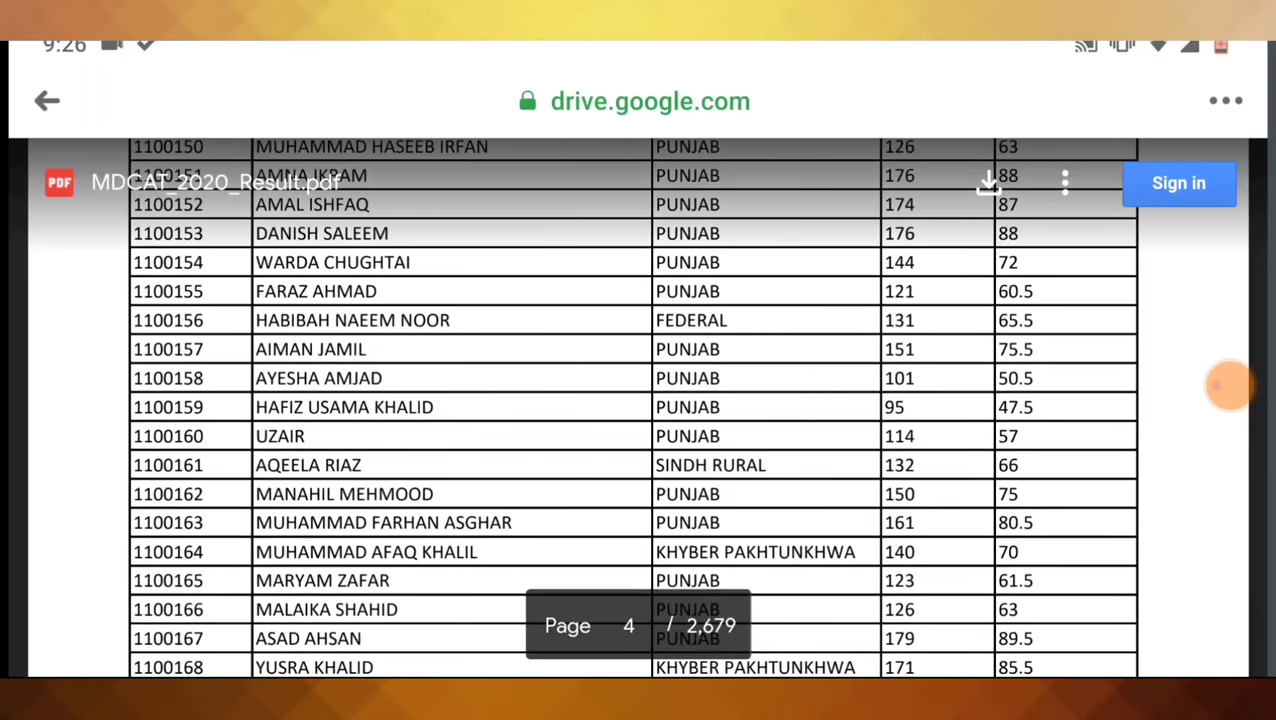 9:26
drive.google.com
1100150 MUHAMMAD HASEEB IRFAN PUNJAB 126 63
1100151 AMNA IKRAM PUNJAB 176 88
PDF MDCAT_2020_Result.pdf Sign in
1100152 AMAL ISHFAQ PUNJAB 174 87
1100153 DANISH SALEEM PUNJAB 176 88
1100154 WARDA CHUGHTAI PUNJAB 144 72
1100155 FARAZ AHMAD PUNJAB 121 60.5
1100156 HABIBAH NAEEM NOOR FEDERAL 131 65.5
1100157 AIMAN JAMIL PUNJAB 151 75.5
1100158 AYESHA AMJAD PUNJAB 101 50.5
1100159 HAFIZ USAMA KHALID PUNJAB 95 47.5
1100160 UZAIR PUNJAB 114 57
1100161 AQEELA RIAZ SINDH RURAL 132 66
1100162 MANAHIL MEHMOOD PUNJAB 150 75
1100163 MUHAMMAD FARHAN ASGHAR PUNJAB 161 80.5
1100164 MUHAMMAD AFAQ KHALIL KHYBER PAKHTUNKHWA 140 70
1100165 MARYAM ZAFAR PUNJAB 123 61.5
1100166 MALAIKA SHAHID PUNJAB 126 63
Page 4 / 2,679
1100167 ASAD AHSAN PUNJAB 179 89.5
1100168 YUSRA KHALID KHYBER PAKHTUNKHWA 171 85.5